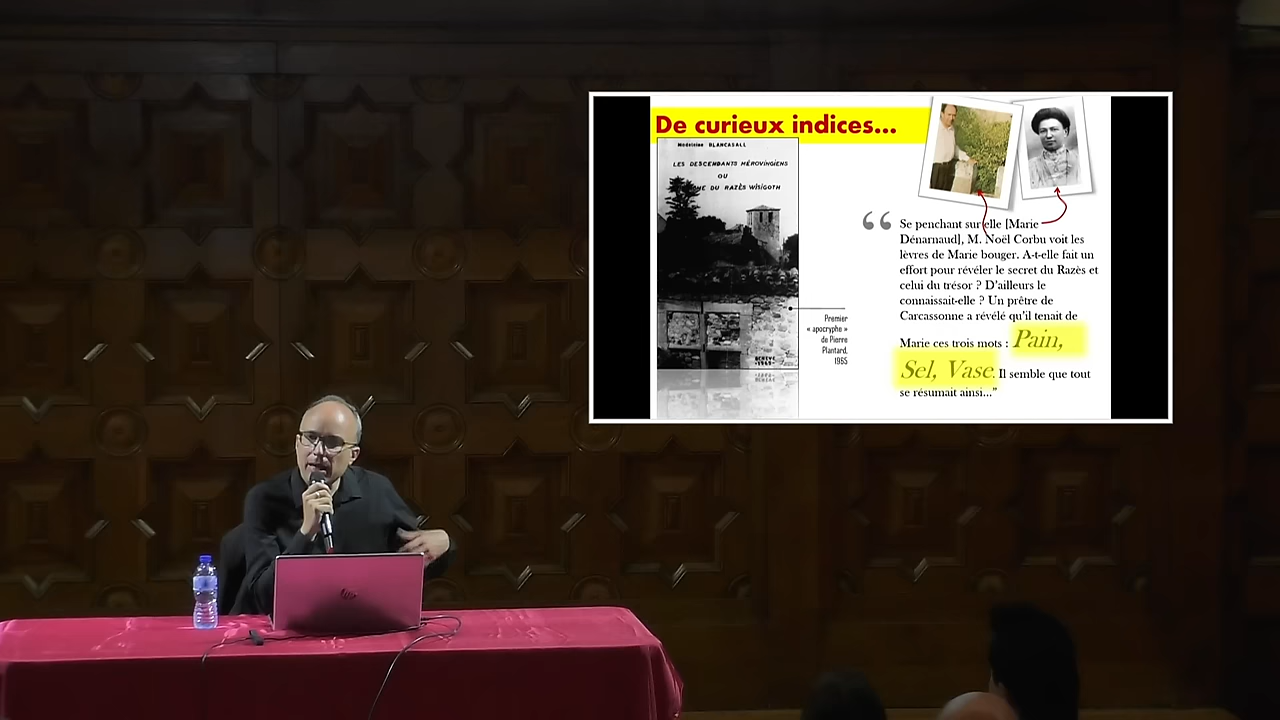 De curieux indices...
Madeleine BLANCASALL
LES DESCENDANTS MÉROVINGIENS
OU
DU RAZÈS WISIGOTH
GENÈVE
-1965-
Premier
« apocryphe »
de Pierre
Plantard,
1965
“ Se penchant sur elle [Marie
Dénarnaud], M. Noël Corbu voit les
lèvres de Marie bouger. A-t-elle fait un
effort pour révéler le secret du Razès et
celui du trésor ? D’ailleurs le
connaissait-elle ? Un prêtre de
Carcassonne a révélé qu’il tenait de
Marie ces trois mots : Pain,
Sel, Vase. Il semble que tout
se résumait ainsi...”
hp